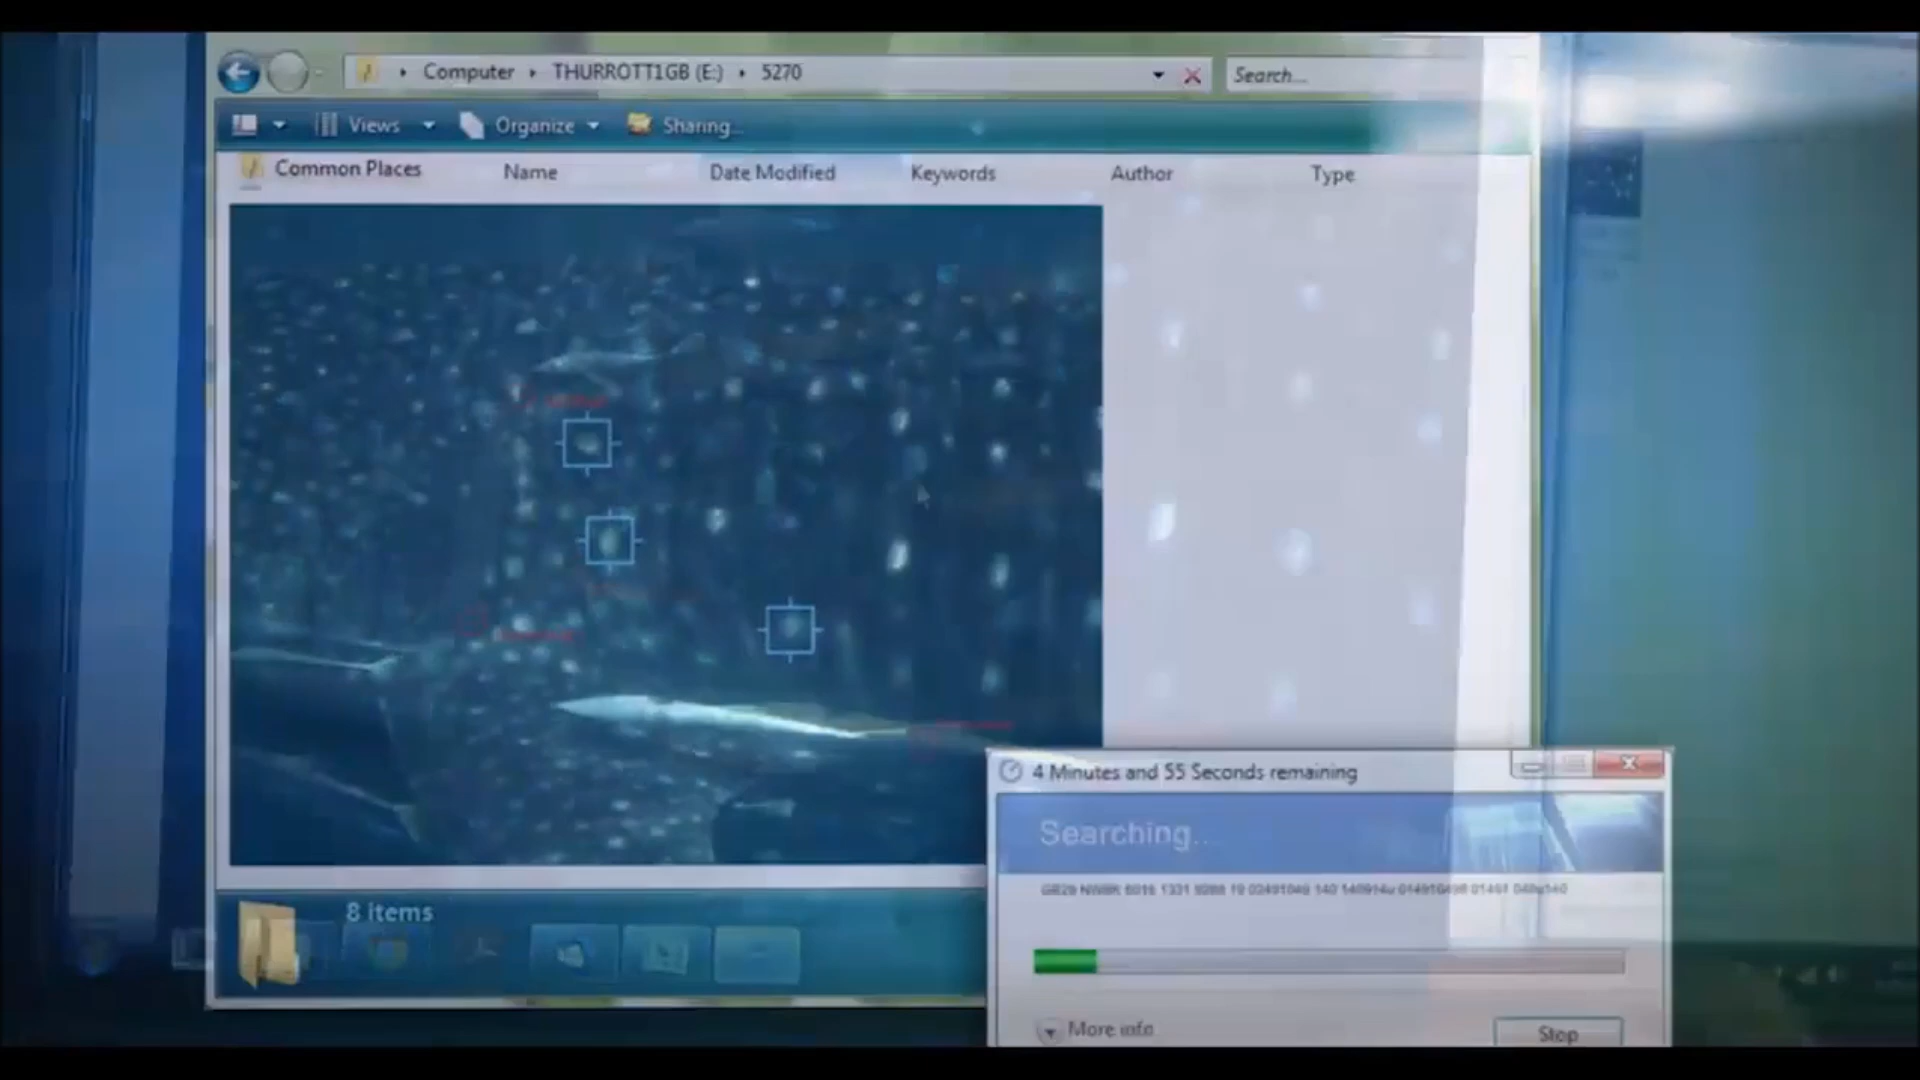 Computer THURROTT1GB (E:) 5270
Search...
Views Organize Sharing...
Common Places Name Date Modified Keywords Author Type
4 Minutes and 55 Seconds remaining
Searching...
8 items
More info
Stop